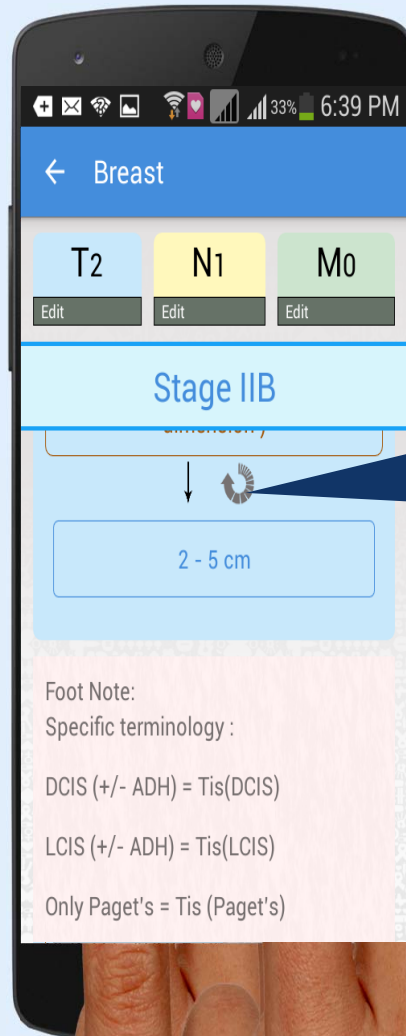 33% 6:39 PM
Breast
T2 N1 M0
Edit Edit Edit
Stage IIB
2 - 5 cm
Foot Note:
Specific terminology :
DCIS (+/- ADH) = Tis(DCIS)
LCIS (+/- ADH) = Tis(LCIS)
Only Paget's = Tis (Paget's)